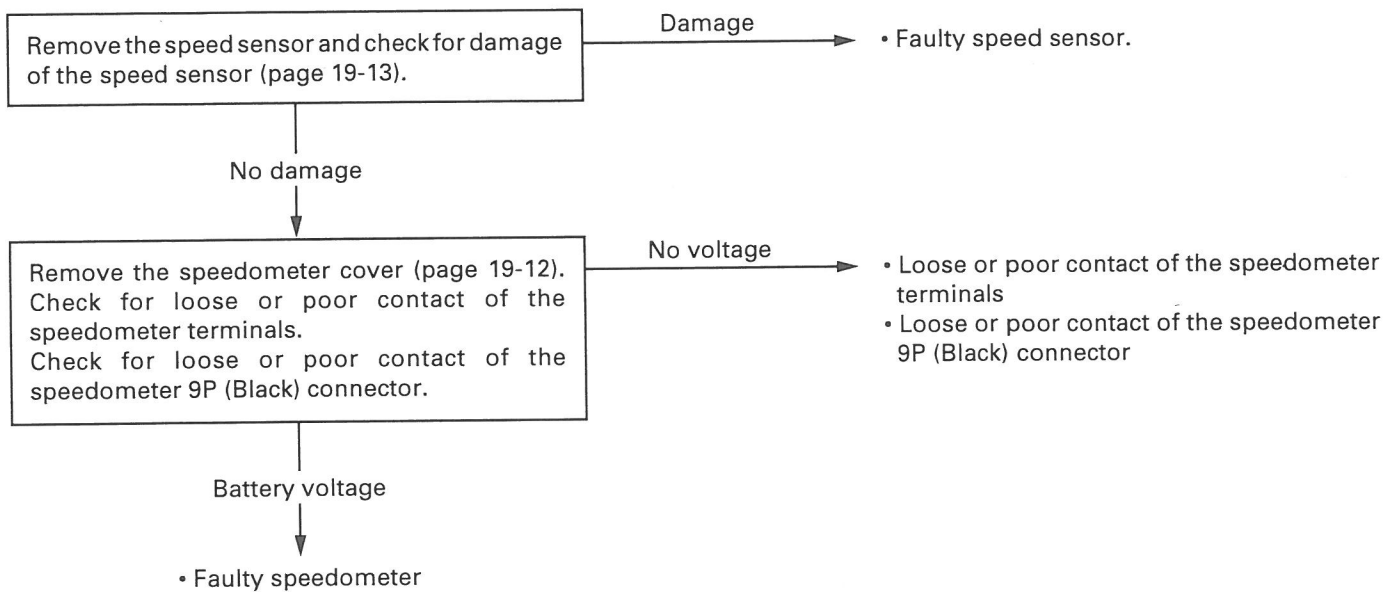 Remove the speed sensor and check for damage
of the speed sensor (page 19-13).
Damage
• Faulty speed sensor.
No damage
Remove the speedometer cover (page 19-12).
Check for loose or poor contact of the
speedometer terminals.
Check for loose or poor contact of the
speedometer 9P (Black) connector.
No voltage
• Loose or poor contact of the speedometer
terminals
• Loose or poor contact of the speedometer
9P (Black) connector
Battery voltage
• Faulty speedometer